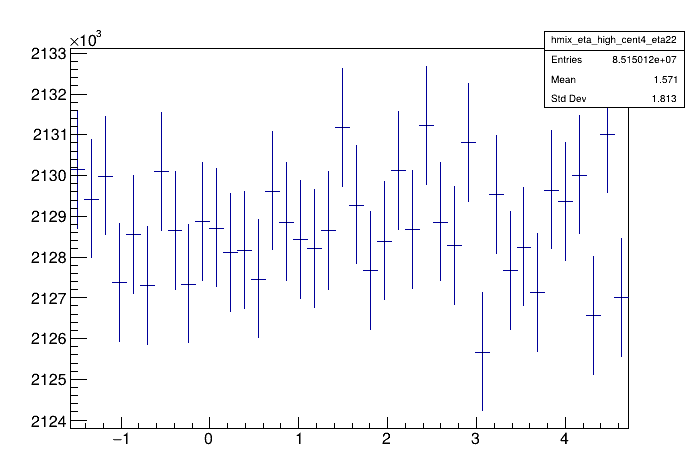 ×10³
hmix_eta_high_cent4_eta22
Entries 8.515012e+07
Mean 1.571
Std Dev 1.813
2133
2132
2131
2130
2129
2128
2127
2126
2125
2124
−1 0 1 2 3 4